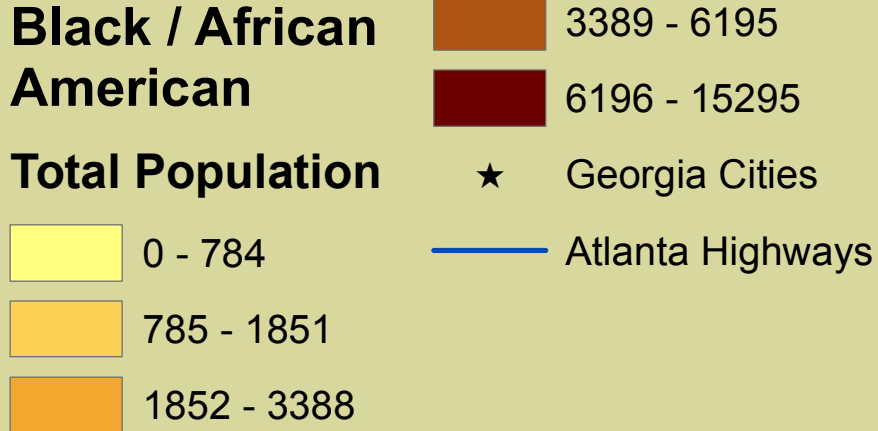 Black / African
American
Total Population
0 - 784
785 - 1851
1852 - 3388
3389 - 6195
6196 - 15295
Georgia Cities
Atlanta Highways